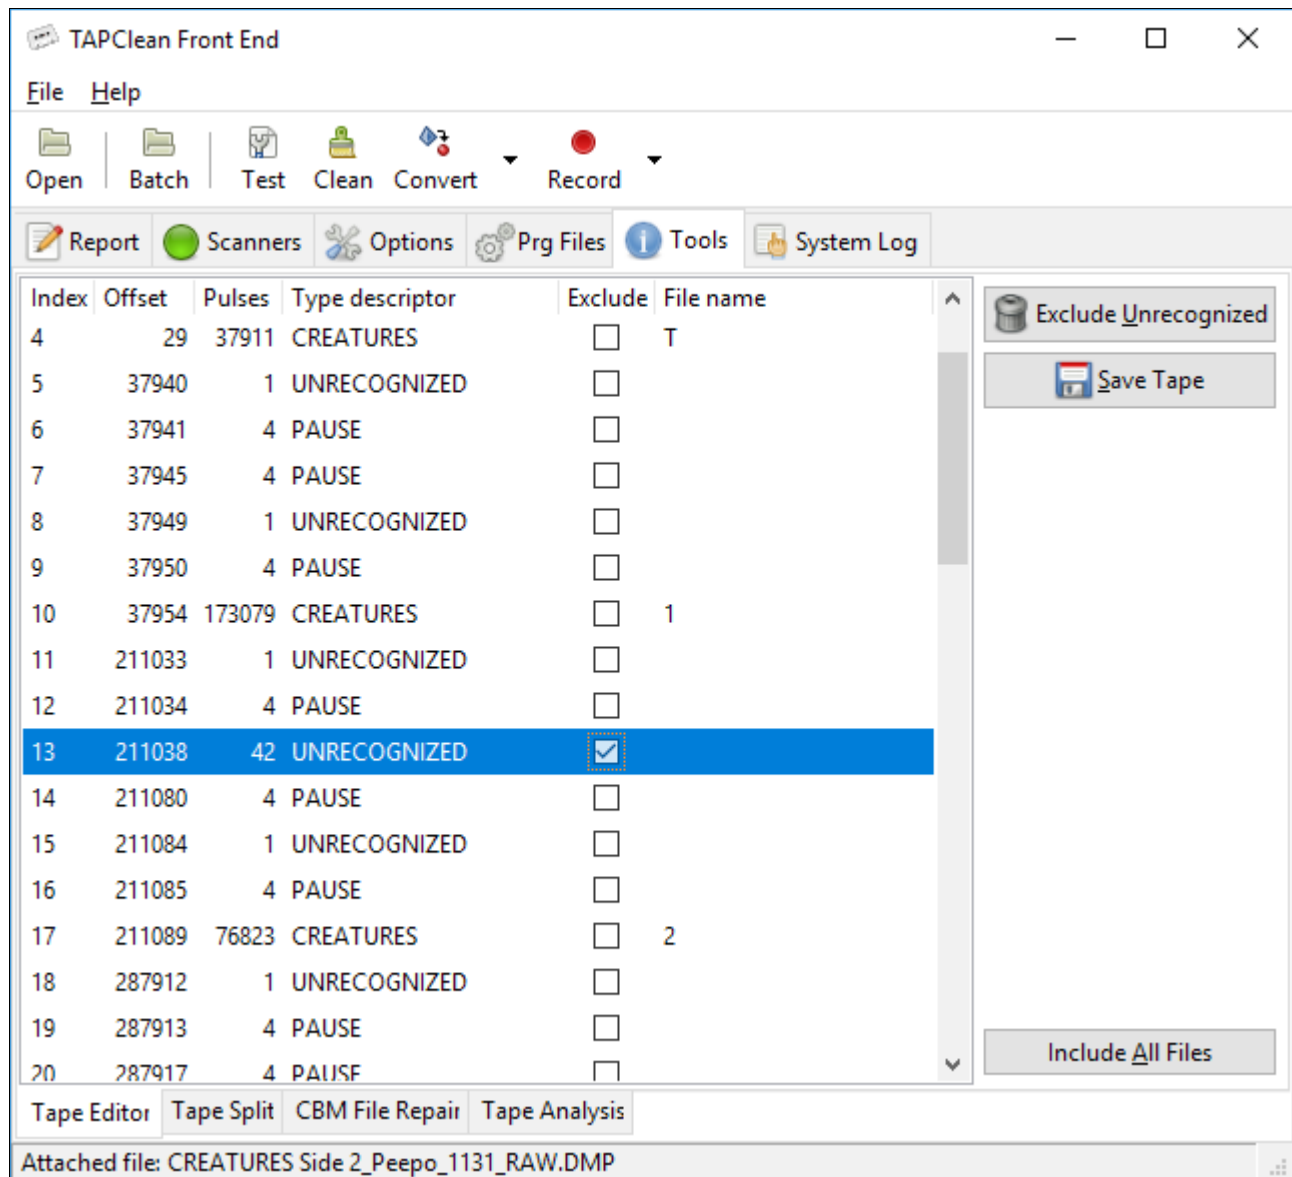 TAPClean Front End
File Help
Open Batch Test Clean Convert Record
Report Scanners Options Prg Files Tools System Log
Index Offset Pulses Type descriptor Exclude File name
4 29 37911 CREATURES T
5 37940 1 UNRECOGNIZED
6 37941 4 PAUSE
7 37945 4 PAUSE
8 37949 1 UNRECOGNIZED
9 37950 4 PAUSE
10 37954 173079 CREATURES 1
11 211033 1 UNRECOGNIZED
12 211034 4 PAUSE
13 211038 42 UNRECOGNIZED
14 211080 4 PAUSE
15 211084 1 UNRECOGNIZED
16 211085 4 PAUSE
17 211089 76823 CREATURES 2
18 287912 1 UNRECOGNIZED
19 287913 4 PAUSE
20 287917 4 PAUSE
Exclude Unrecognized
Save Tape
Include All Files
Tape Editor Tape Split CBM File Repair Tape Analysis
Attached file: CREATURES Side 2_Peepo_1131_RAW.DMP